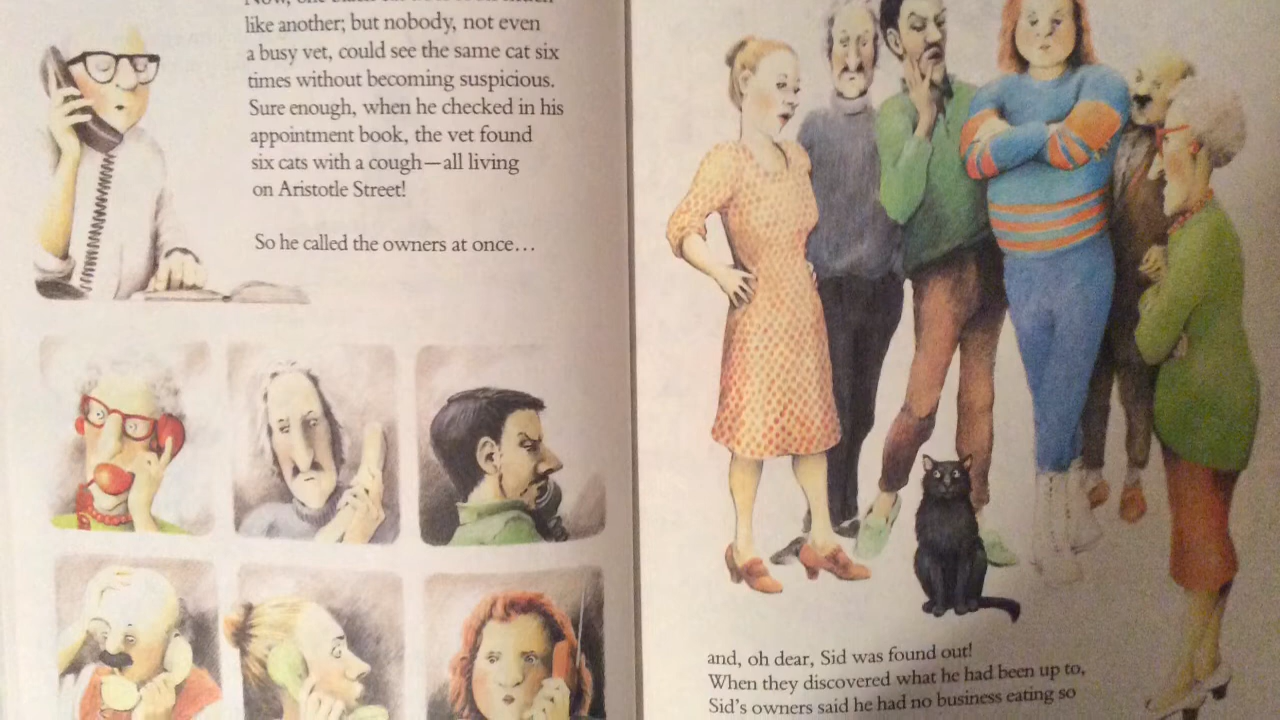 like another; but nobody, not even
a busy vet, could see the same cat six
times without becoming suspicious.
Sure enough, when he checked in his
appointment book, the vet found
six cats with a cough—all living
on Aristotle Street!
So he called the owners at once…
and, oh dear, Sid was found out!
When they discovered what he had been up to,
Sid's owners said he had no business eating so